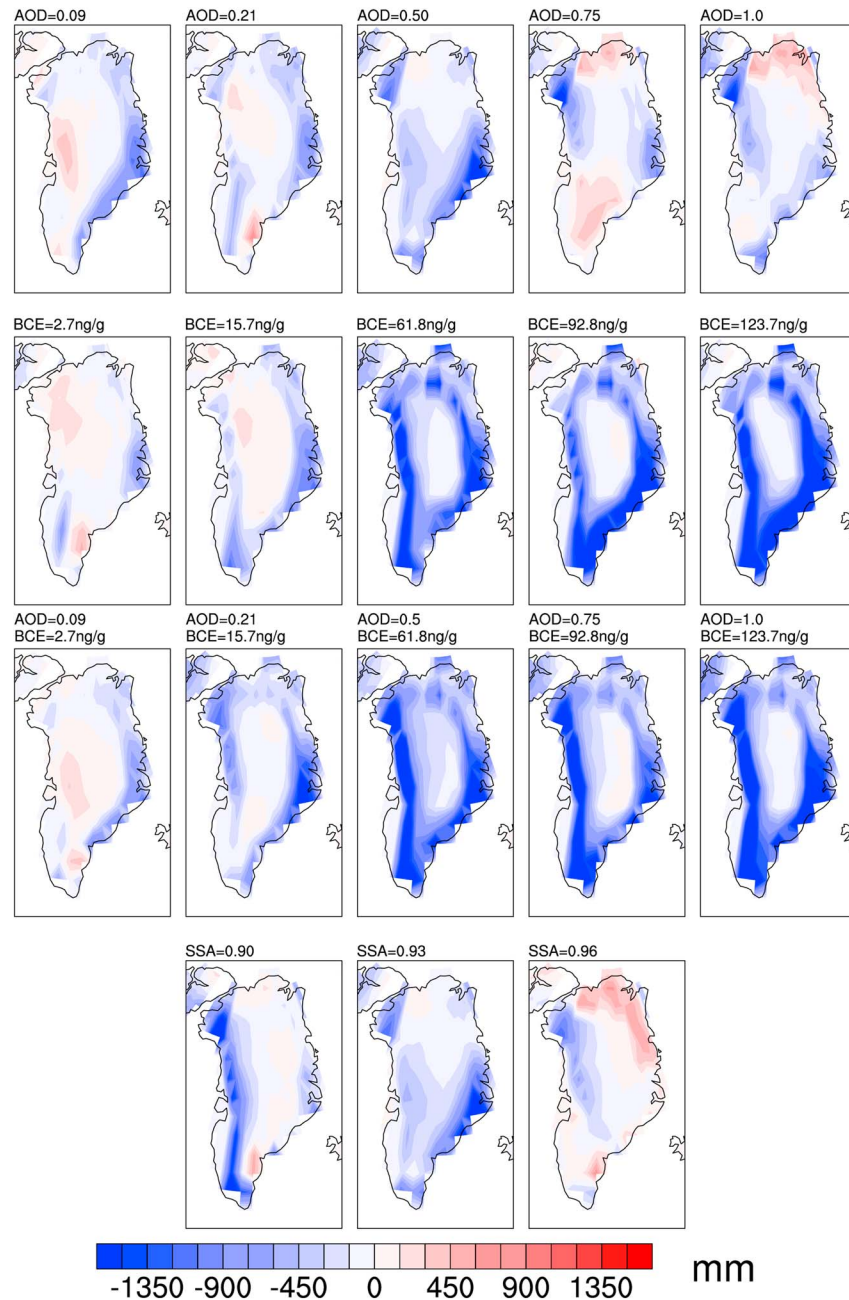 AOD=0.09 AOD=0.21 AOD=0.50 AOD=0.75 AOD=1.0
BCE=2.7ng/g BCE=15.7ng/g BCE=61.8ng/g BCE=92.8ng/g BCE=123.7ng/g
AOD=0.09 AOD=0.21 AOD=0.5 AOD=0.75 AOD=1.0
BCE=2.7ng/g BCE=15.7ng/g BCE=61.8ng/g BCE=92.8ng/g BCE=123.7ng/g
SSA=0.90 SSA=0.93 SSA=0.96
-1350 -900 -450 0 450 900 1350 mm